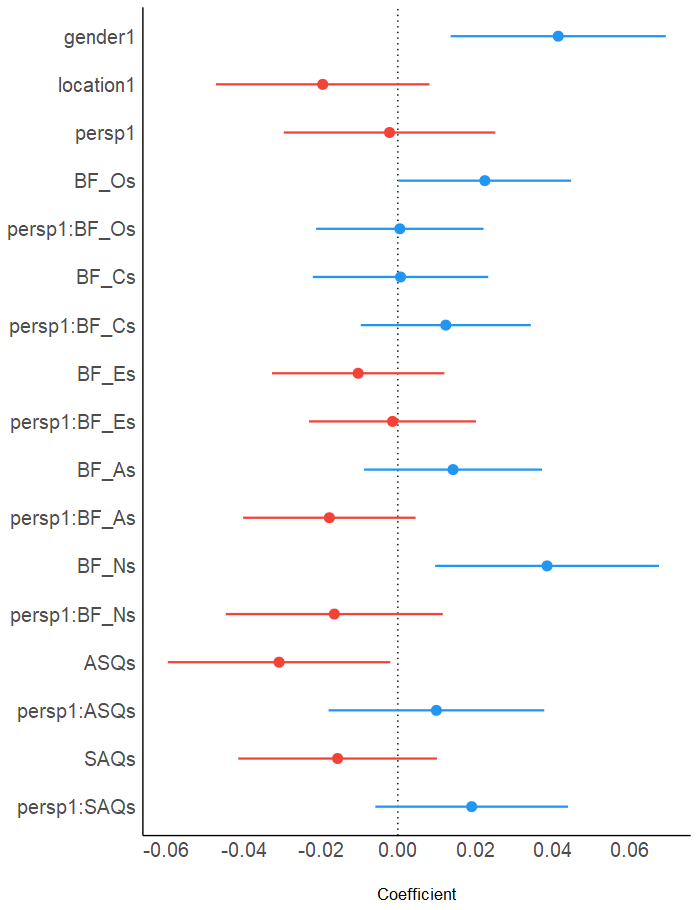 gender1
location1
persp1
BF_Os
persp1:BF_Os
BF_Cs
persp1:BF_Cs
BF_Es
persp1:BF_Es
BF_As
persp1:BF_As
BF_Ns
persp1:BF_Ns
ASQs
persp1:ASQs
SAQs
persp1:SAQs
-0.06 -0.04 -0.02 0.00 0.02 0.04 0.06
Coefficient